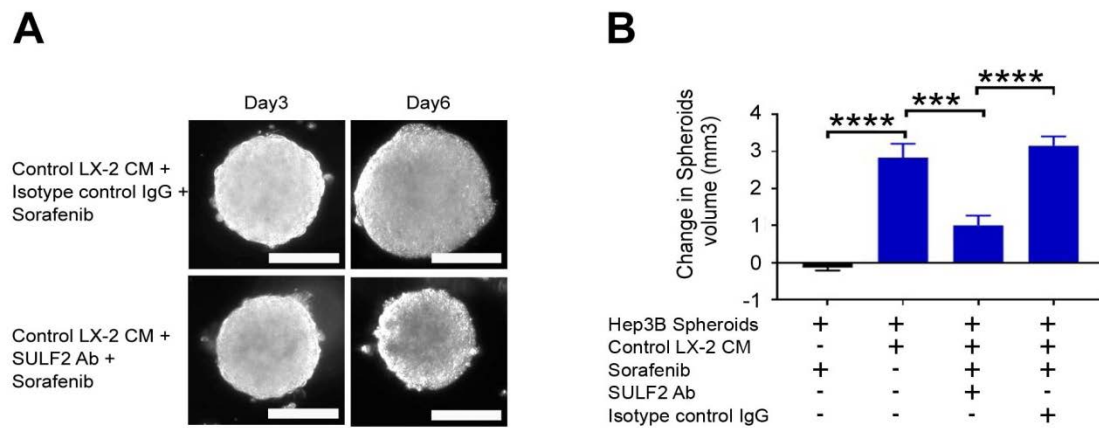 A
Day3 Day6
Control LX-2 CM +
Isotype control IgG +
Sorafenib
Control LX-2 CM +
SULF2 Ab +
Sorafenib
B
Change in Spheroids
volume (mm3)
4
3
2
1
0
-1
**** *** ****
Hep3B Spheroids + + + +
Control LX-2 CM - + + +
Sorafenib + - + +
SULF2 Ab - - + -
Isotype control IgG - - - +